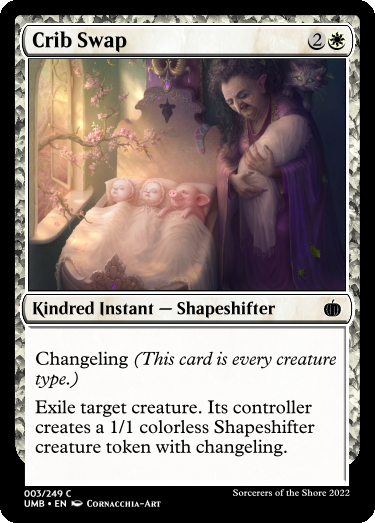 Crib Swap 2
Kindred Instant — Shapeshifter
Changeling (This card is every creature
type.)
Exile target creature. Its controller
creates a 1/1 colorless Shapeshifter
creature token with changeling.
003/249 C Sorcerers of the Shore 2022
UMB • EN Cornacchia-Art